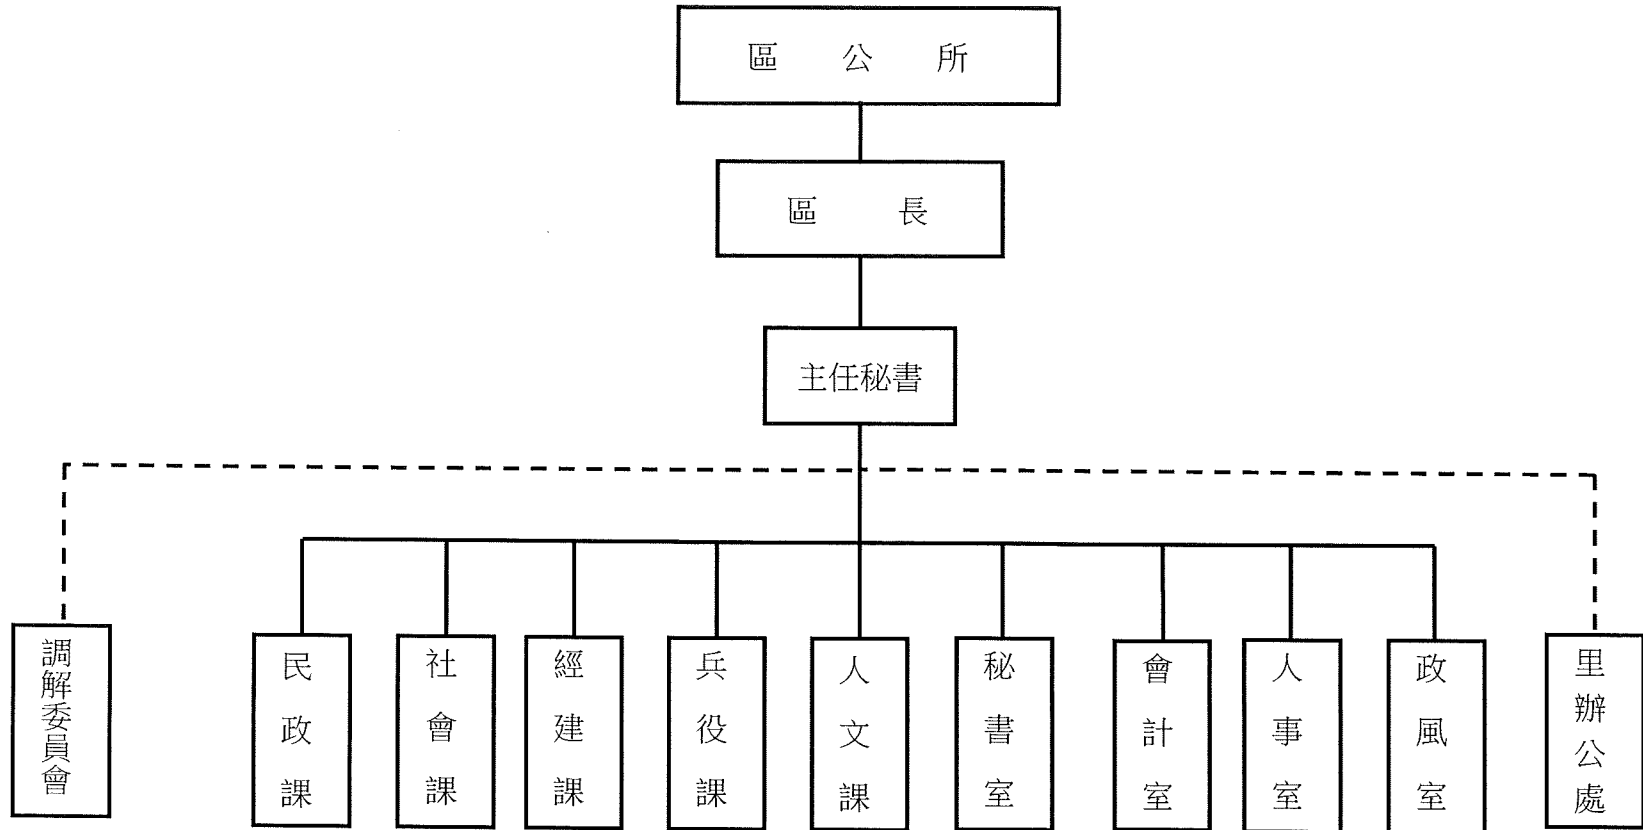 區公所
區長
主任秘書
調解委員會
民政課
社會課
經建課
兵役課
人文課
秘書室
會計室
人事室
政風室
里辦公處